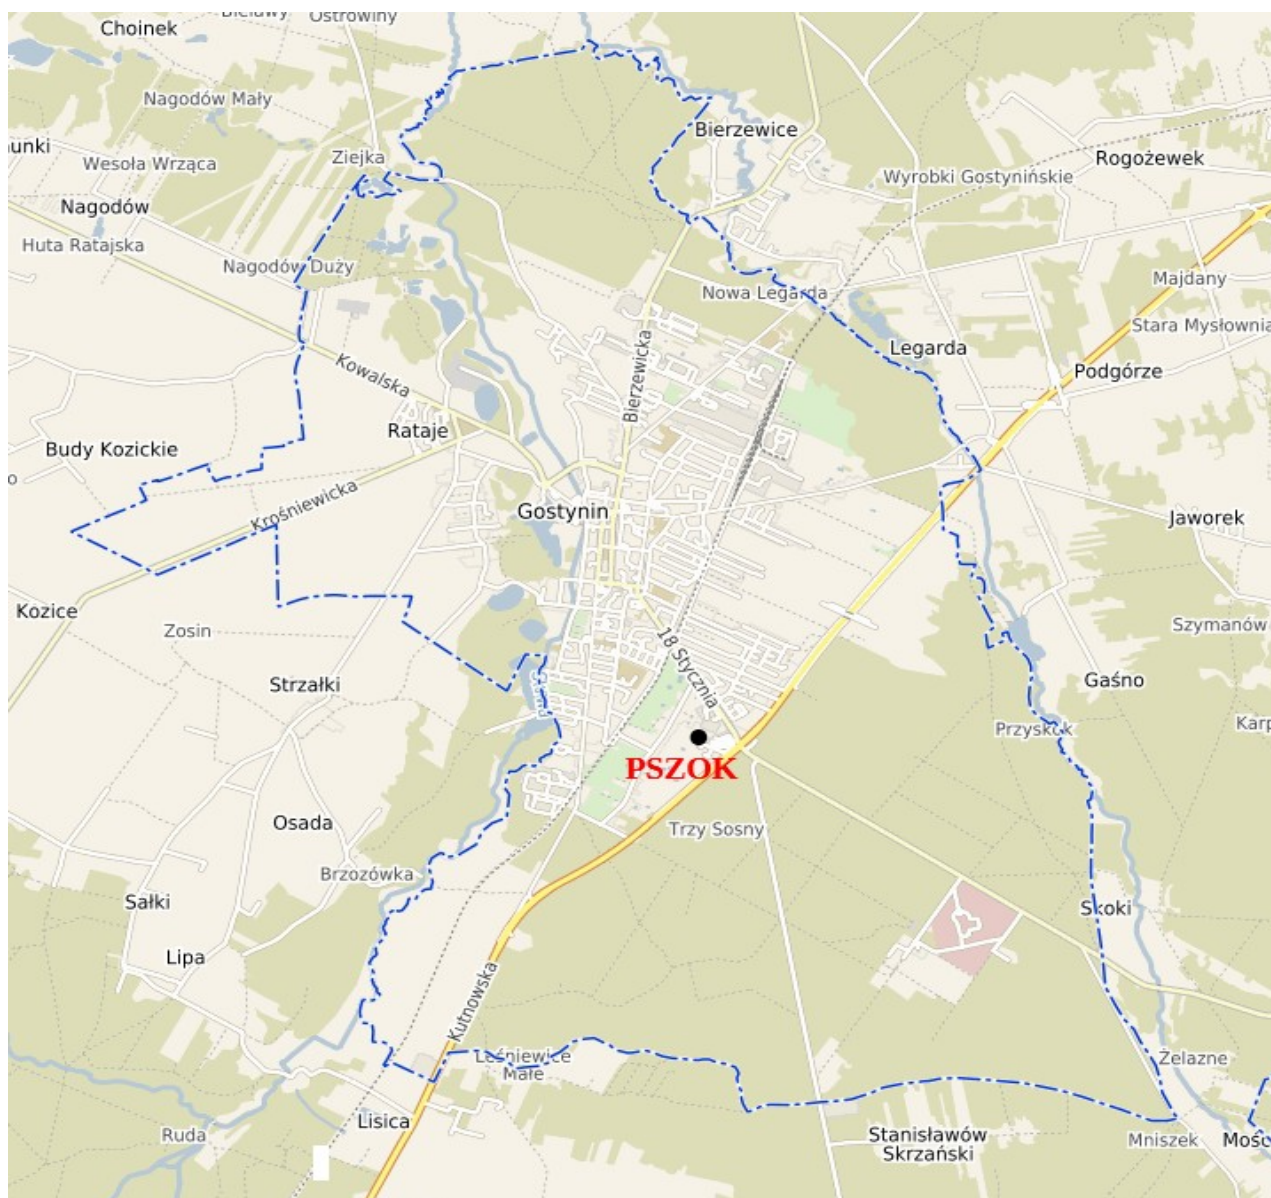 Ostrowiny
Choinek
Nagodów Mały
Bierzewice
Wesoła Wrząca
Ziejka
Rogożewek
Wyrobki Gostynińskie
Nagodów
Huta Ratajska
Nagodów Duży
Majdany
Nowa Legarda
Stara Mysłownia
Legarda
Kowalska
Bierzewicka
Podgórze
Rataje
Budy Kozickie
Krośniewicka
Gostynin
Jaworek
Kozice
Zosin
Szymanów
18 Stycznia
Strzałki
Gaśno
Przyskok
PSZOK
Osada
Trzy Sosny
Brzozówka
Sałki
Skoki
Lipa
Kutnowska
Leśniewice
Małe
Żelazne
Lisica
Ruda
Stanisławów
Skrzański
Mniszek